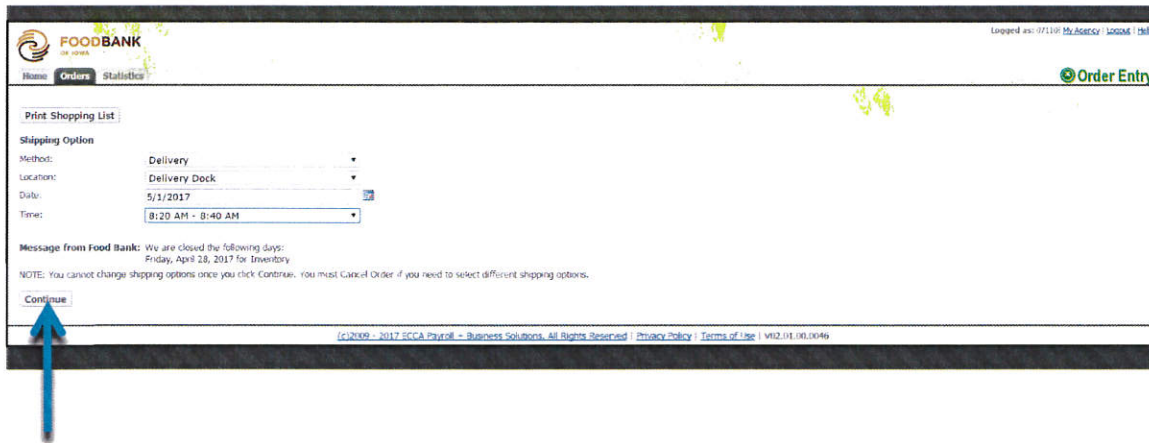 Logged as: 07110| My Agency | Logout | Help
FOODBANK
OF IOWA
Home Orders Statistics
Order Entry
Print Shopping List
Shipping Option
Method: Delivery
Location: Delivery Dock
Date: 5/1/2017
Time: 8:20 AM - 8:40 AM
Message from Food Bank: We are closed the following days:
Friday, April 28, 2017 for Inventory
NOTE: You cannot change shipping options once you click Continue. You must Cancel Order if you need to select different shipping options.
Continue
(c)2009 - 2017 ECCA Payroll + Business Solutions. All Rights Reserved | Privacy Policy | Terms of Use | V02.01.00.0046